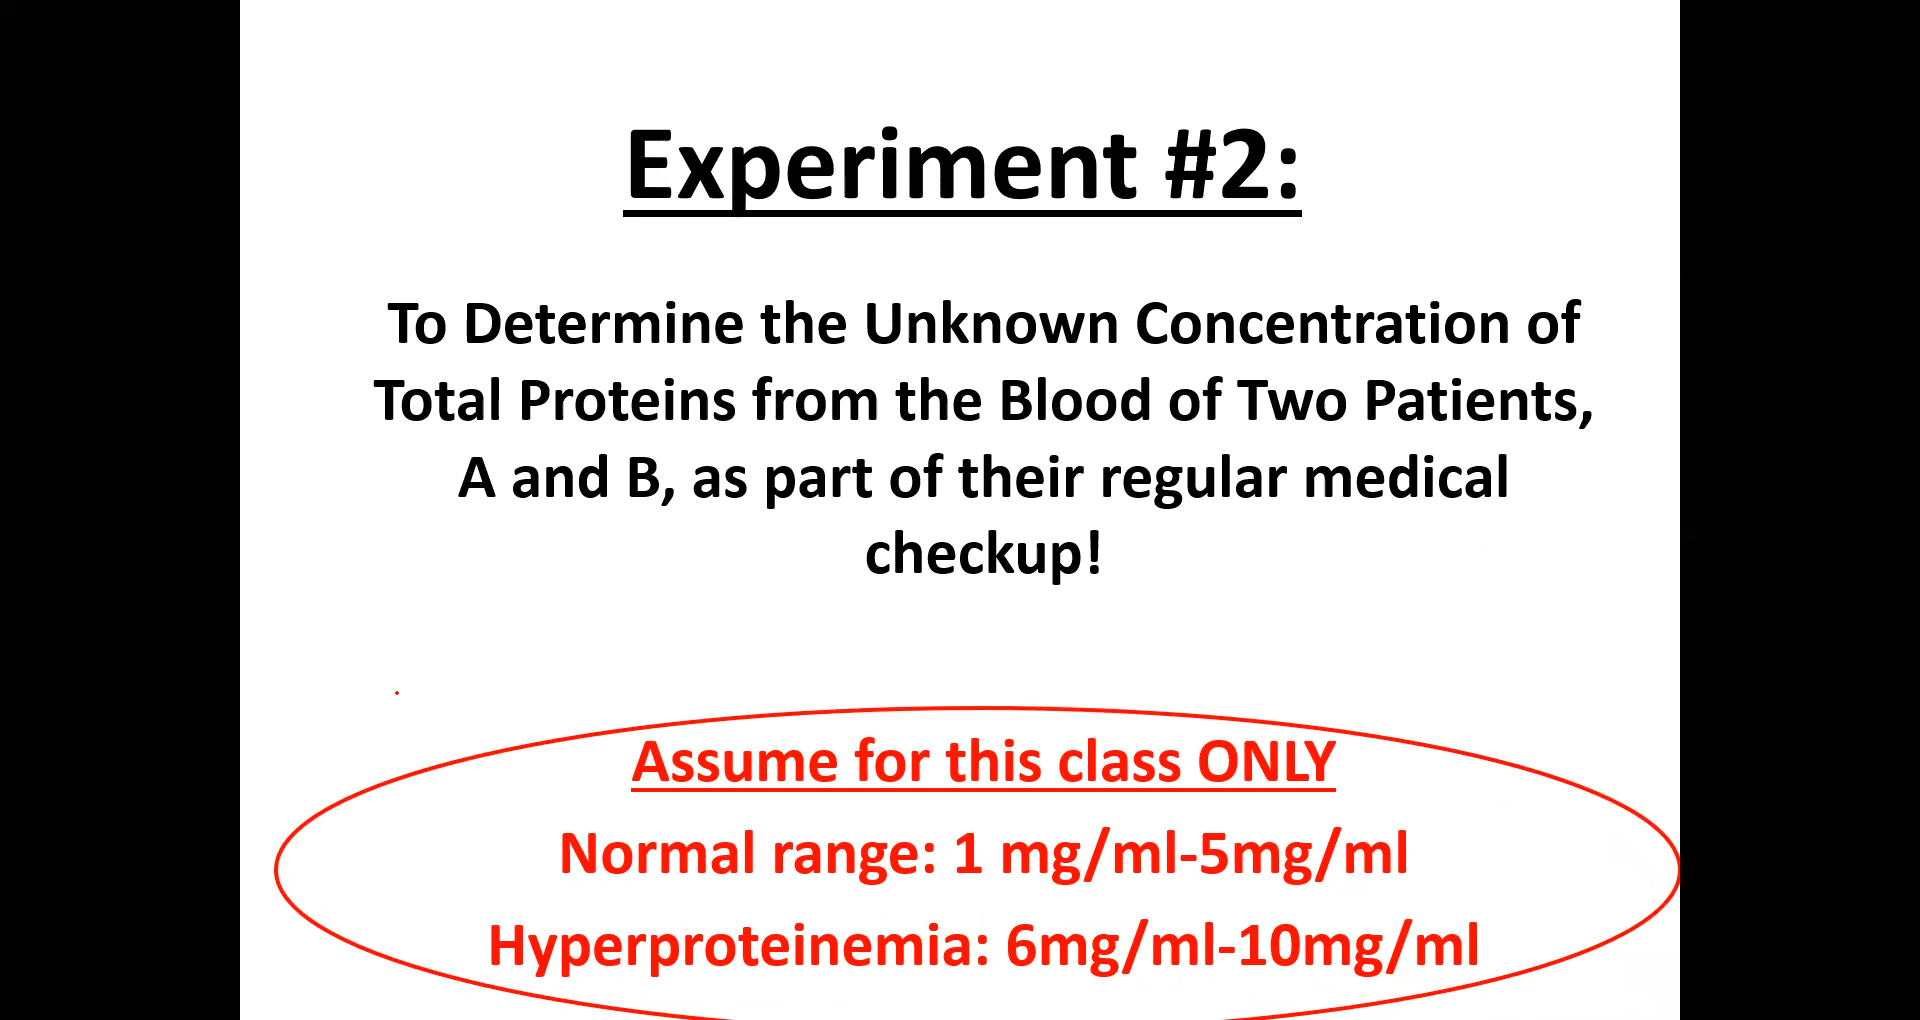 Experiment #2:
To Determine the Unknown Concentration of
Total Proteins from the Blood of Two Patients,
A and B, as part of their regular medical
checkup!
Assume for this class ONLY
Normal range: 1 mg/ml-5mg/ml
Hyperproteinemia: 6mg/ml-10mg/ml